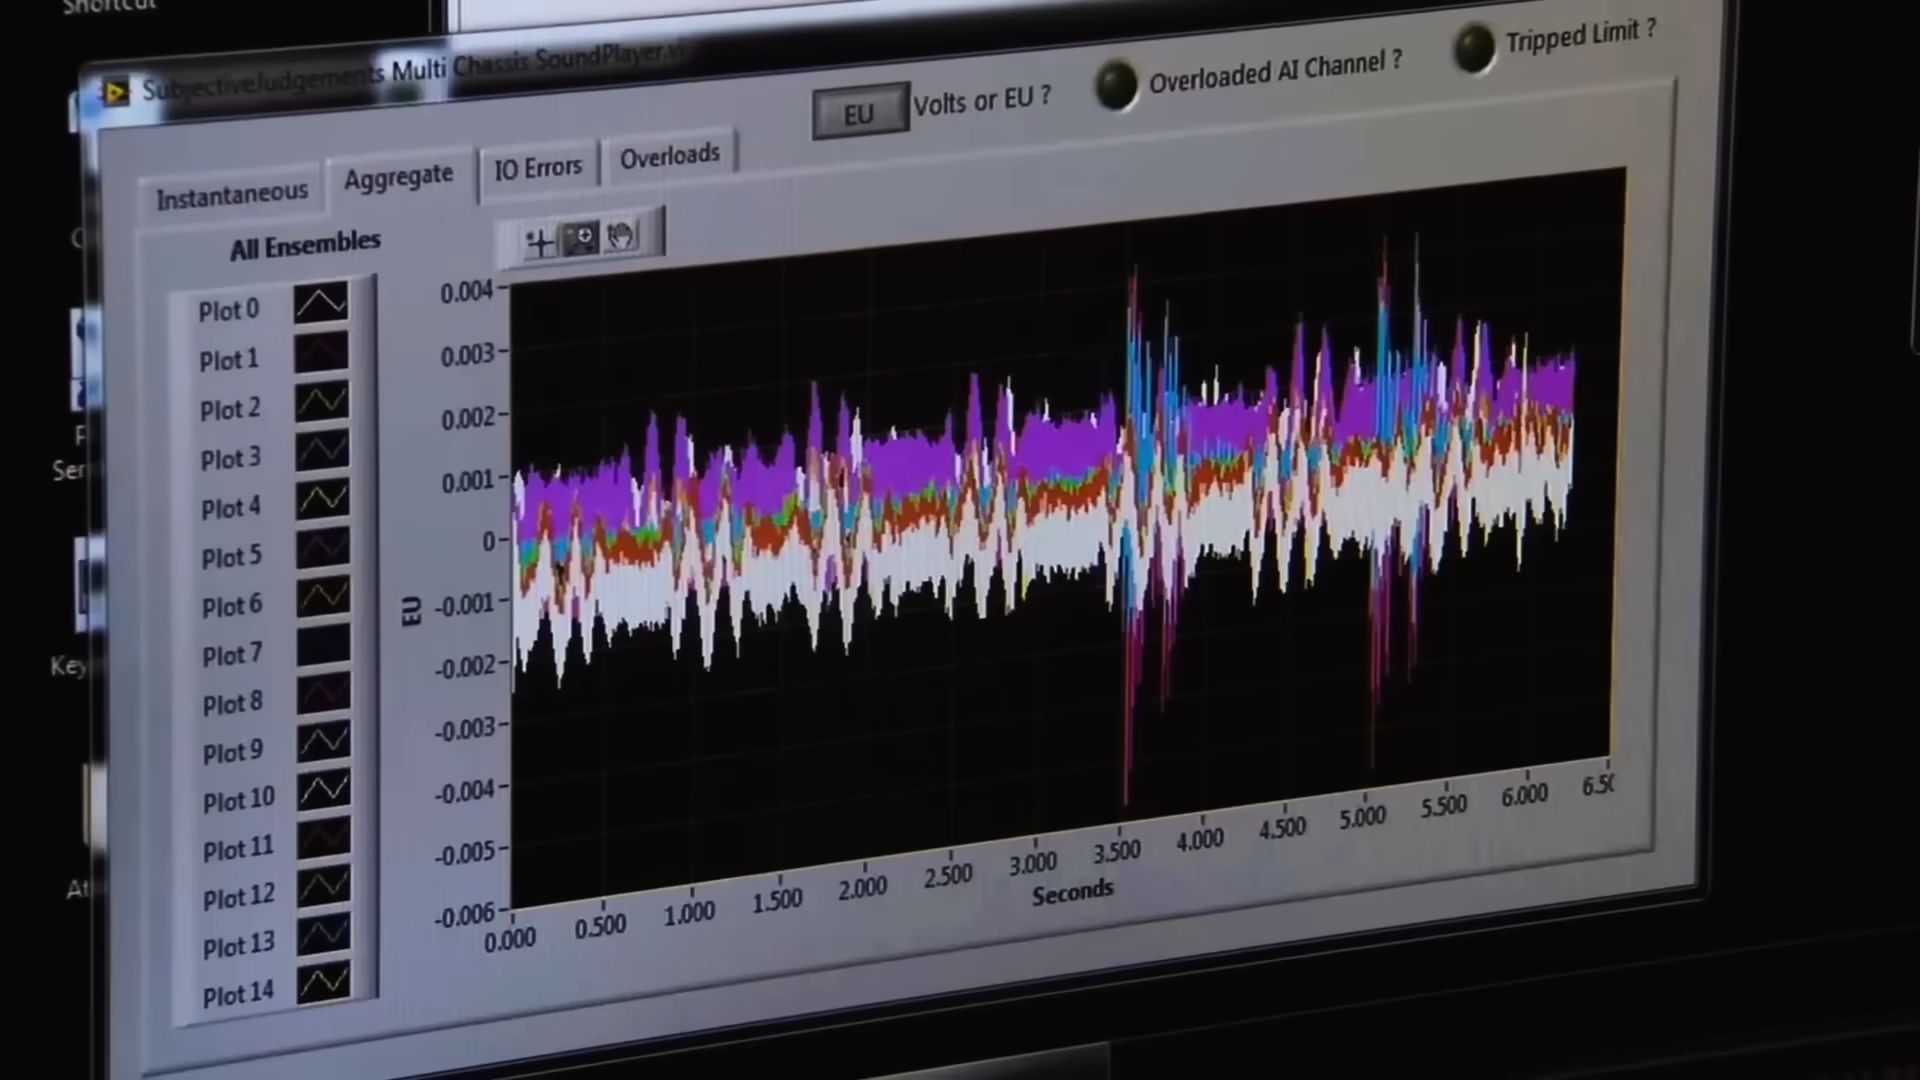 Shortcut
SubjectiveJudgements Multi Chassis SoundPlayer.vi
EU
Volts or EU ?
Overloaded AI Channel ?
Tripped Limit ?
Instantaneous
Aggregate
IO Errors
Overloads
All Ensembles
Plot 0
Plot 1
Plot 2
Plot 3
Plot 4
Plot 5
Plot 6
Plot 7
Plot 8
Plot 9
Plot 10
Plot 11
Plot 12
Plot 13
Plot 14
EU
0.004
0.003
0.002
0.001
0
-0.001
-0.002
-0.003
-0.004
-0.005
-0.006
0.000
0.500
1.000
1.500
2.000
2.500
3.000
3.500
4.000
4.500
5.000
5.500
6.000
6.50
Seconds
Ser
Key
At